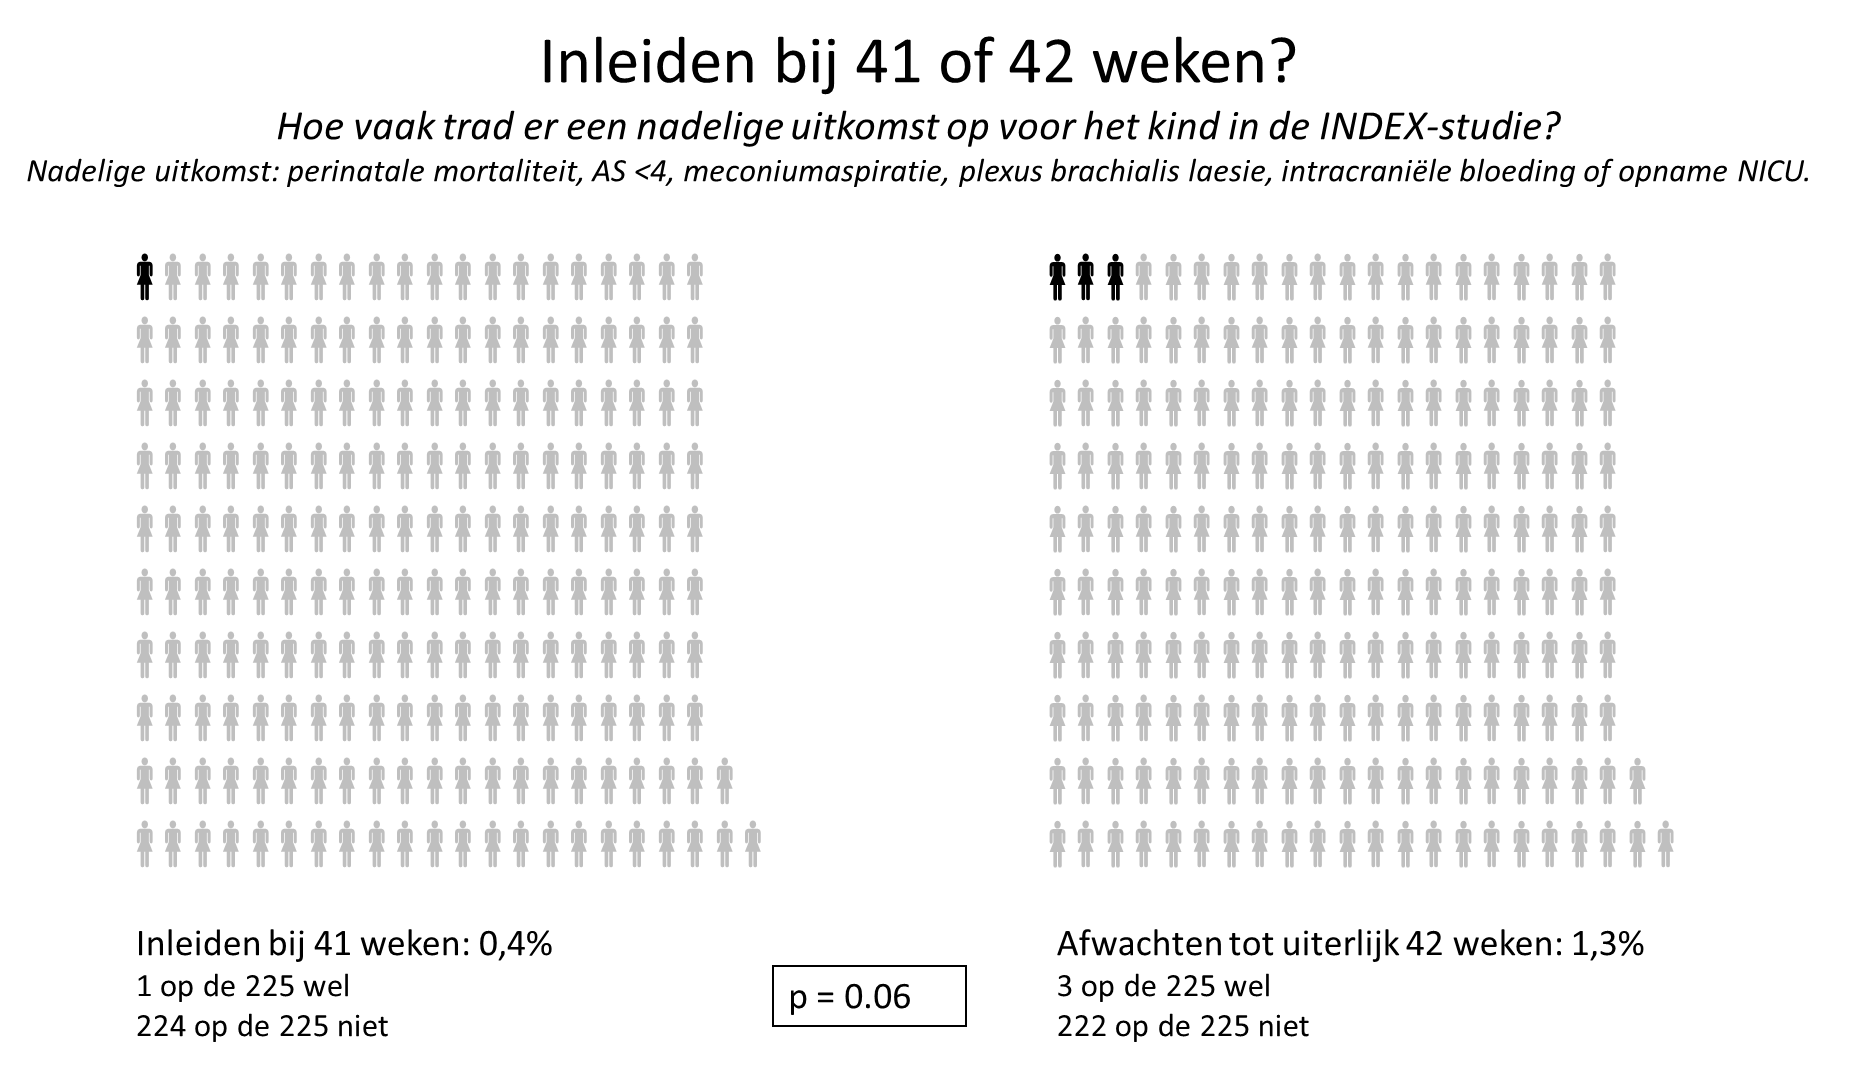 Inleiden bij 41 of 42 weken?
Hoe vaak trad er een nadelige uitkomst op voor het kind in de INDEX-studie?
Nadelige uitkomst: perinatale mortaliteit, AS <4, meconiumaspiratie, plexus brachialis laesie, intracraniële bloeding of opname NICU.
Inleiden bij 41 weken: 0,4%
1 op de 225 wel
224 op de 225 niet
p = 0.06
Afwachten tot uiterlijk 42 weken: 1,3%
3 op de 225 wel
222 op de 225 niet